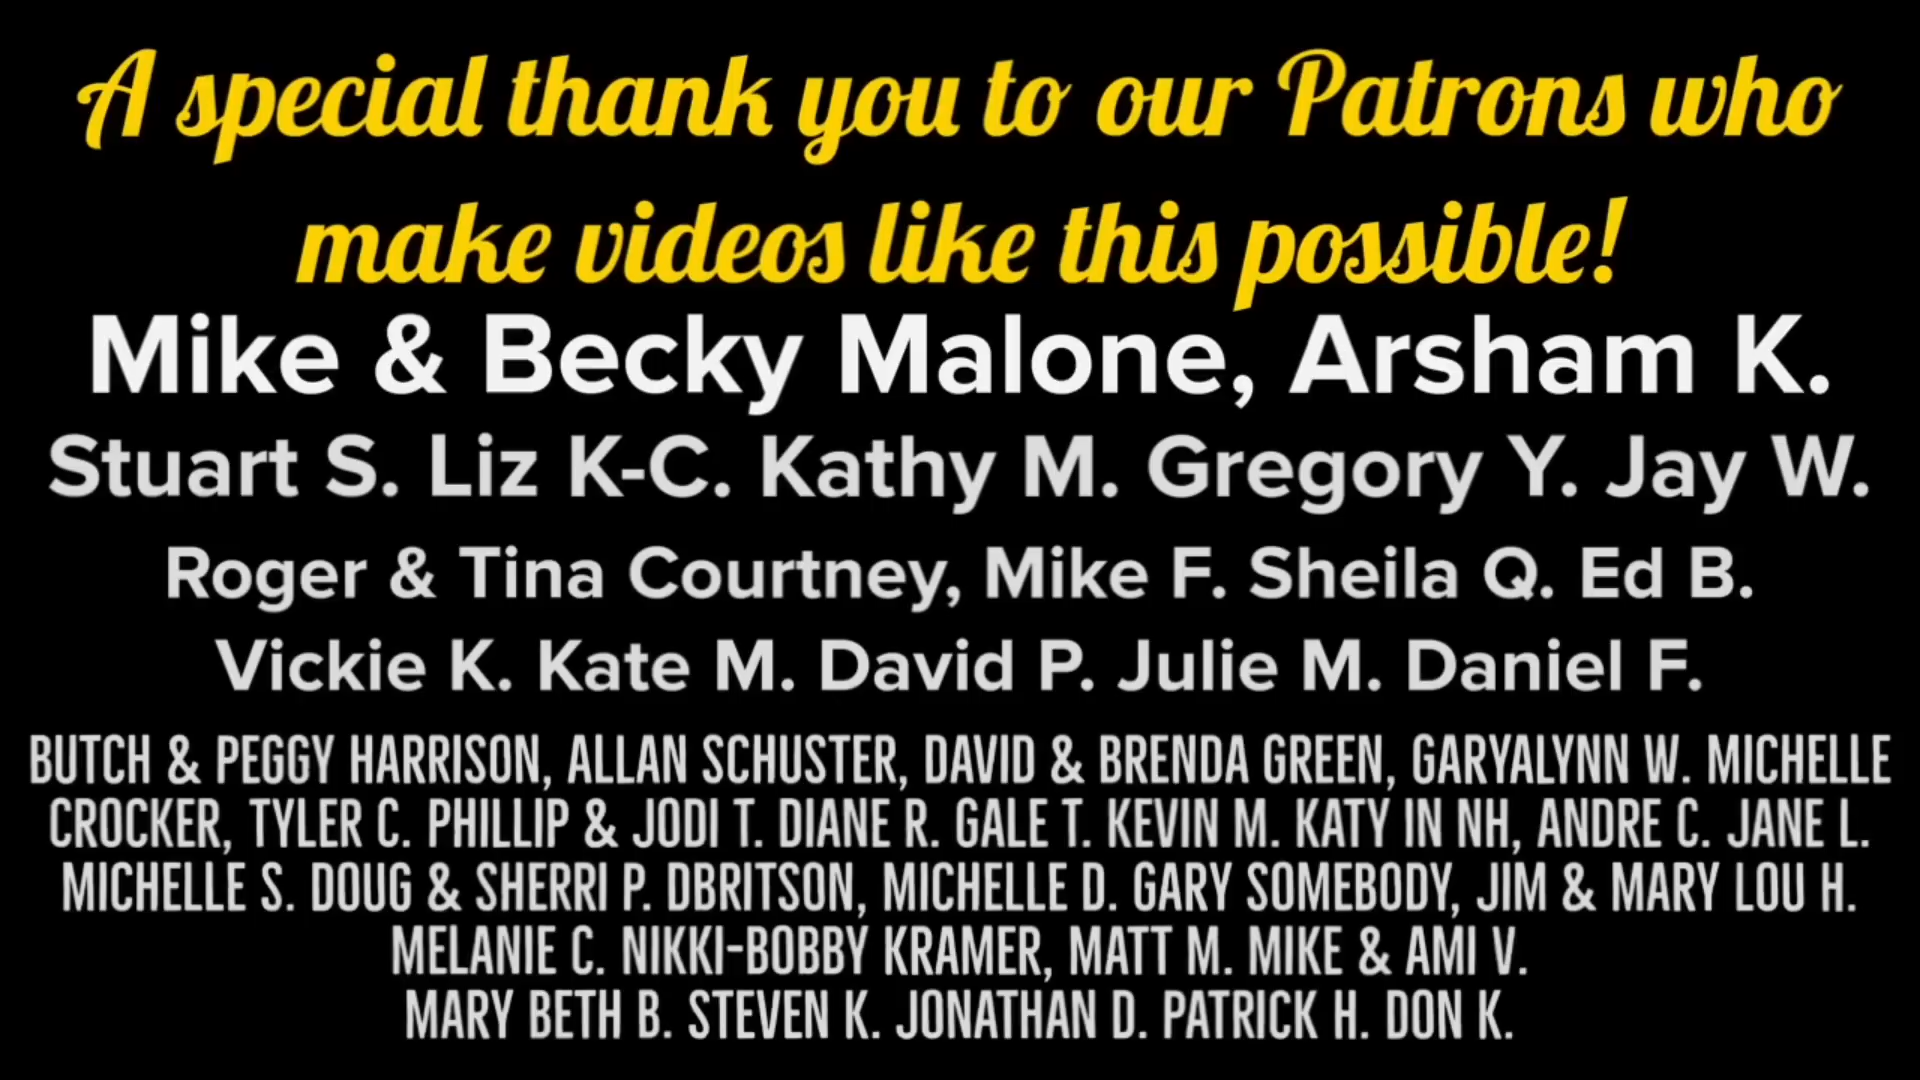 A special thank you to our Patrons who
make videos like this possible!
Mike & Becky Malone, Arsham K.
Stuart S. Liz K-C. Kathy M. Gregory Y. Jay W.
Roger & Tina Courtney, Mike F. Sheila Q. Ed B.
Vickie K. Kate M. David P. Julie M. Daniel F.
BUTCH & PEGGY HARRISON, ALLAN SCHUSTER, DAVID & BRENDA GREEN, GARYALYNN W. MICHELLE
CROCKER, TYLER C. PHILLIP & JODI T. DIANE R. GALE T. KEVIN M. KATY IN NH, ANDRE C. JANE L.
MICHELLE S. DOUG & SHERRI P. DBRITSON, MICHELLE D. GARY SOMEBODY, JIM & MARY LOU H.
MELANIE C. NIKKI-BOBBY KRAMER, MATT M. MIKE & AMI V.
MARY BETH B. STEVEN K. JONATHAN D. PATRICK H. DON K.